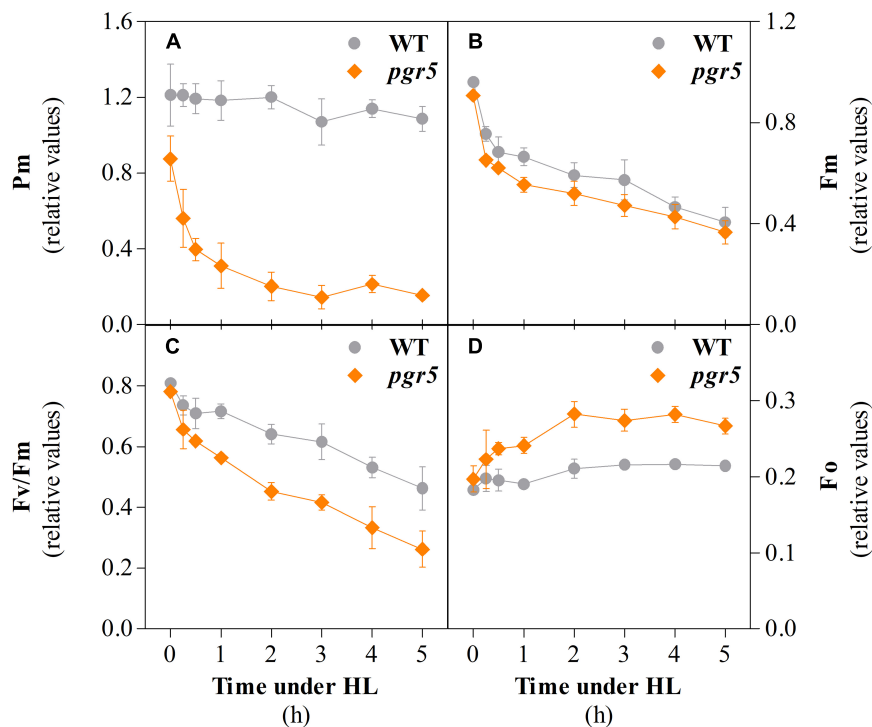 A
WT
pgr5
1.6
1.2
0.8
0.4
0.0
Pm
(relative values)
B
WT
pgr5
1.2
0.8
0.4
0.0
Fm
(relative values)
C
WT
pgr5
0.8
0.6
0.4
0.2
0.0
Fv/Fm
(relative values)
0 1 2 3 4 5
Time under HL
(h)
D
WT
pgr5
0.3
0.2
0.1
0.0
Fo
(relative values)
0 1 2 3 4 5
Time under HL
(h)